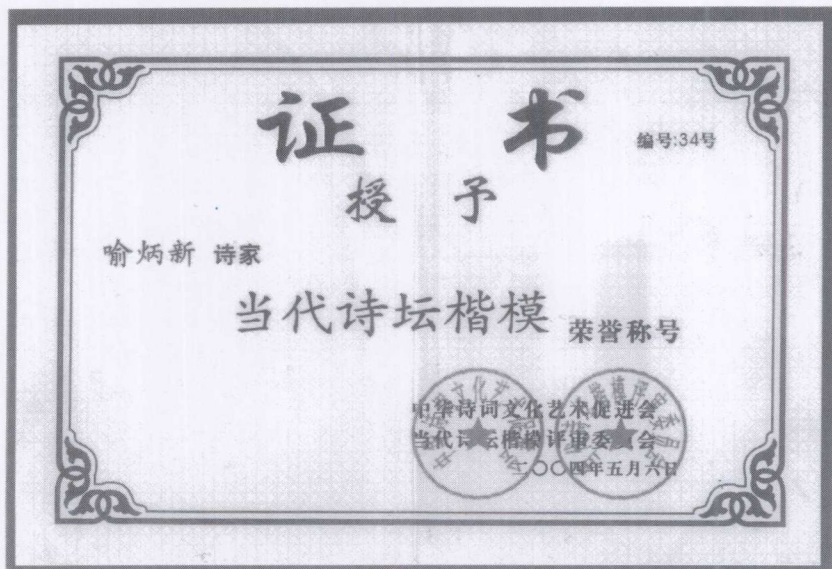 证 书
编号:34号
授 予
喻炳新 诗家
当代诗坛楷模 荣誉称号
中华诗词文化艺术促进会
当代诗坛楷模评审委员会
二〇〇四年五月六日